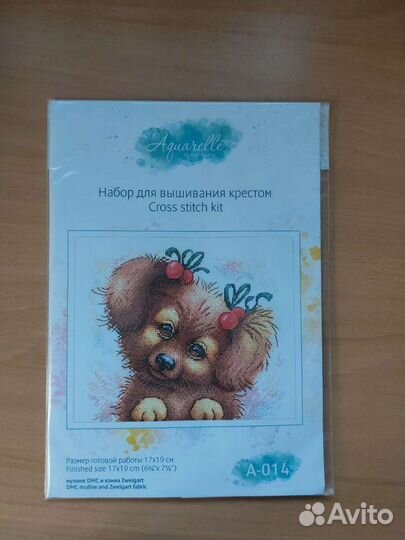 Aquarelle
Набор для вышивания крестом
Cross stitch kit
Размер готовой работы 17x19 см
Finished size 17x19 cm (6¾" x 7½")
мулине DMC и канва Zweigart
DMC muline and Zweigart fabric
A-014
Avito